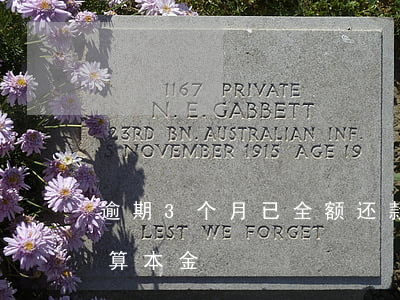 1167 PRIVATE
N. E. GABBETT
23RD BN. AUSTRALIAN INF.
NOVEMBER 1915 AGE 19
逾期3 个月已全额还款
LEST WE FORGET
算本金